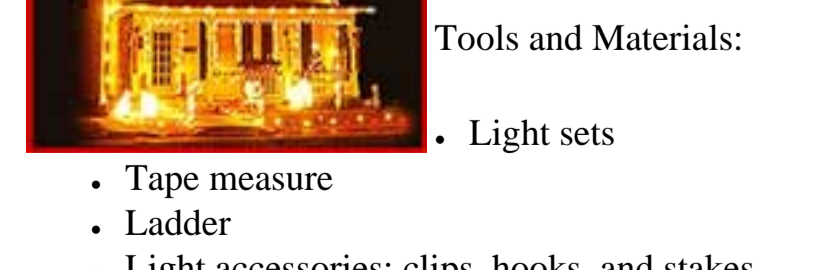 Tools and Materials:
• Light sets
• Tape measure
• Ladder
Light accessories: clips, hooks, and stakes